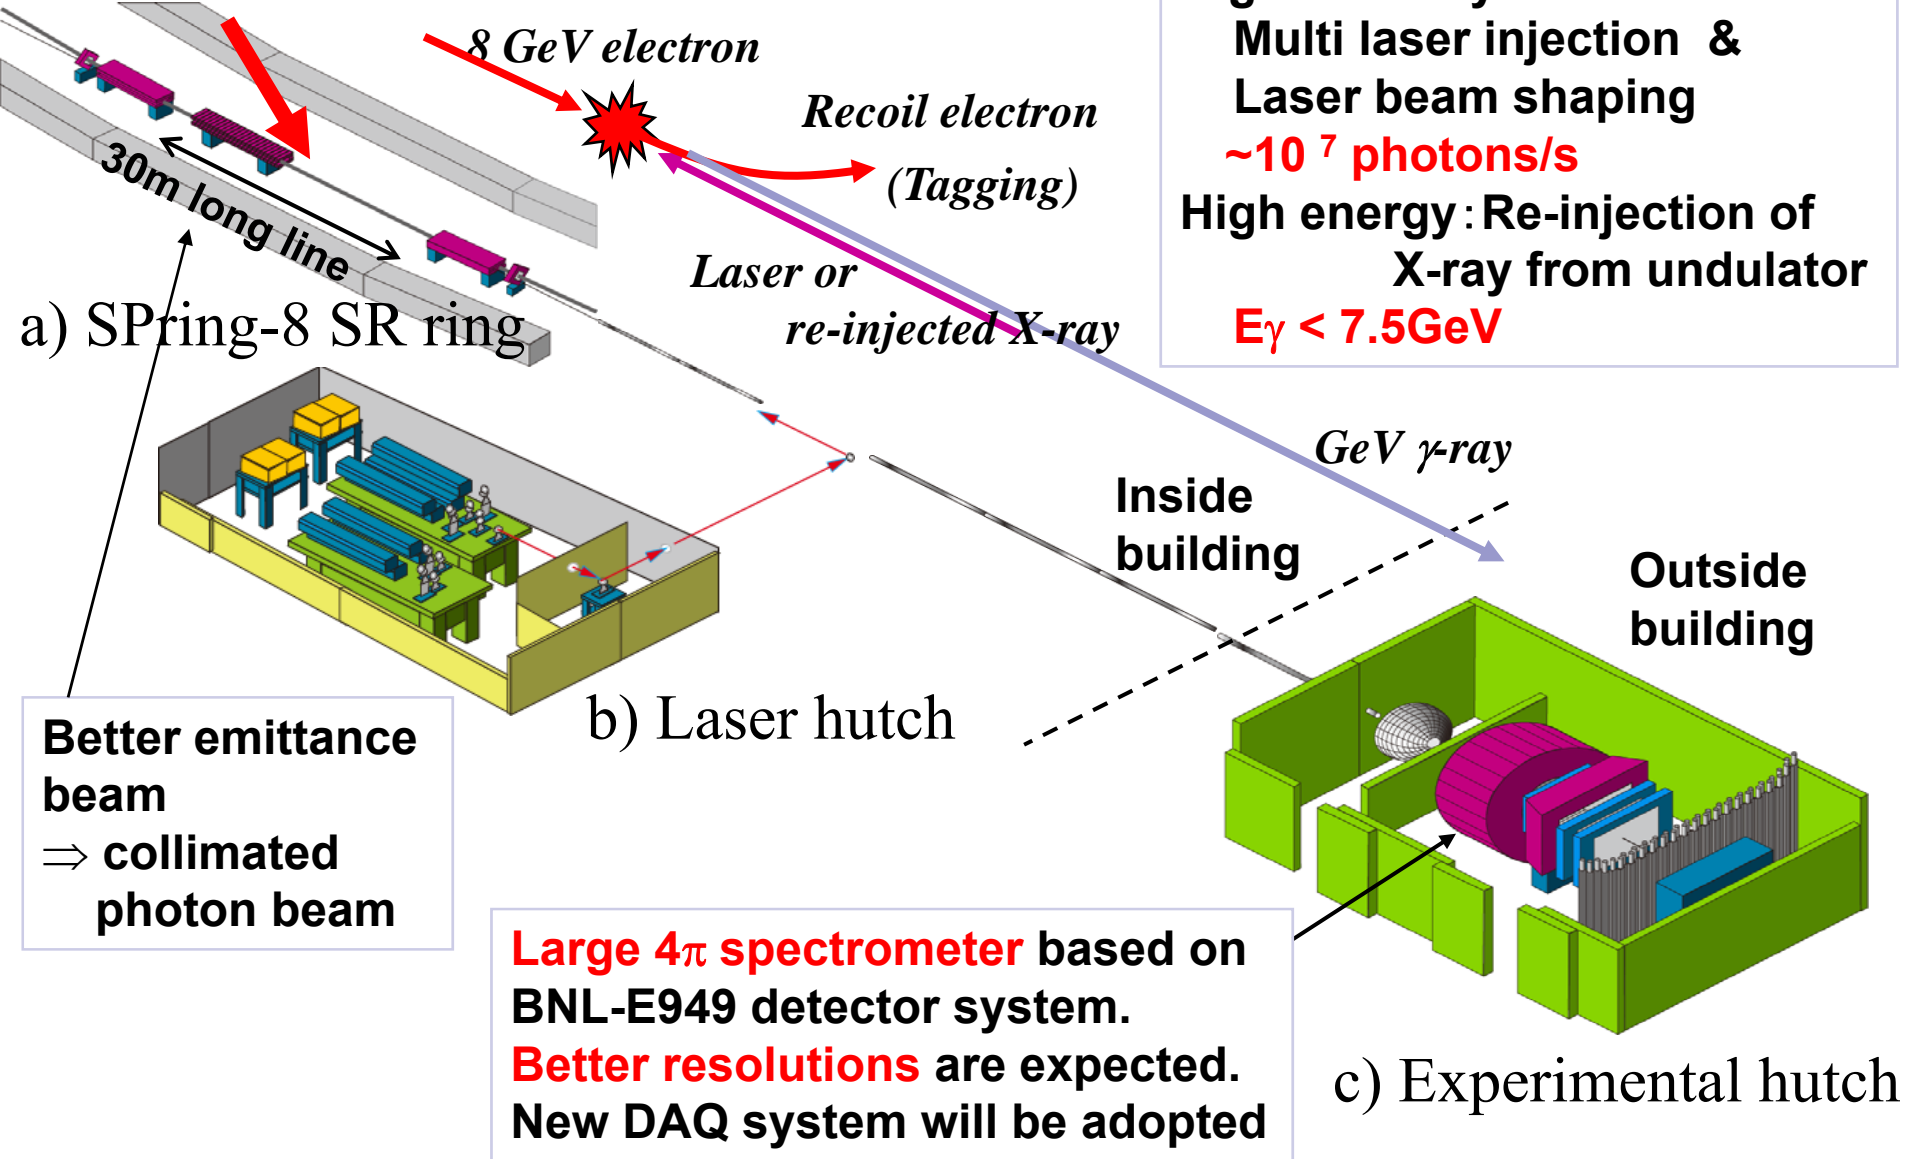 8 GeV electron
Recoil electron
(Tagging)
Multi laser injection &
Laser beam shaping
~10 ⁷ photons/s
High energy：Re-injection of
X-ray from undulator
Eγ < 7.5GeV
30m long line
Laser or
re-injected X-ray
a) SPring-8 SR ring
GeV γ-ray
Inside
building
Outside
building
b) Laser hutch
Better emittance
beam
⇒ collimated
photon beam
Large 4π spectrometer based on
BNL-E949 detector system.
Better resolutions are expected.
New DAQ system will be adopted
c) Experimental hutch